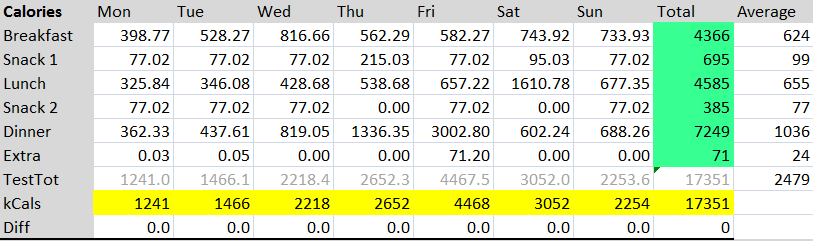 Calories Mon Tue Wed Thu Fri Sat Sun Total Average
Breakfast 398.77 528.27 816.66 562.29 582.27 743.92 733.93 4366 624
Snack 1 77.02 77.02 77.02 215.03 77.02 95.03 77.02 695 99
Lunch 325.84 346.08 428.68 538.68 657.22 1610.78 677.35 4585 655
Snack 2 77.02 77.02 77.02 0.00 77.02 0.00 77.02 385 77
Dinner 362.33 437.61 819.05 1336.35 3002.80 602.24 688.26 7249 1036
Extra 0.03 0.05 0.00 0.00 71.20 0.00 0.00 71 24
TestTot 1241.0 1466.1 2218.4 2652.3 4467.5 3052.0 2253.6 17351 2479
kCals 1241 1466 2218 2652 4468 3052 2254 17351
Diff 0.0 0.0 0.0 0.0 0.0 0.0 0.0 0